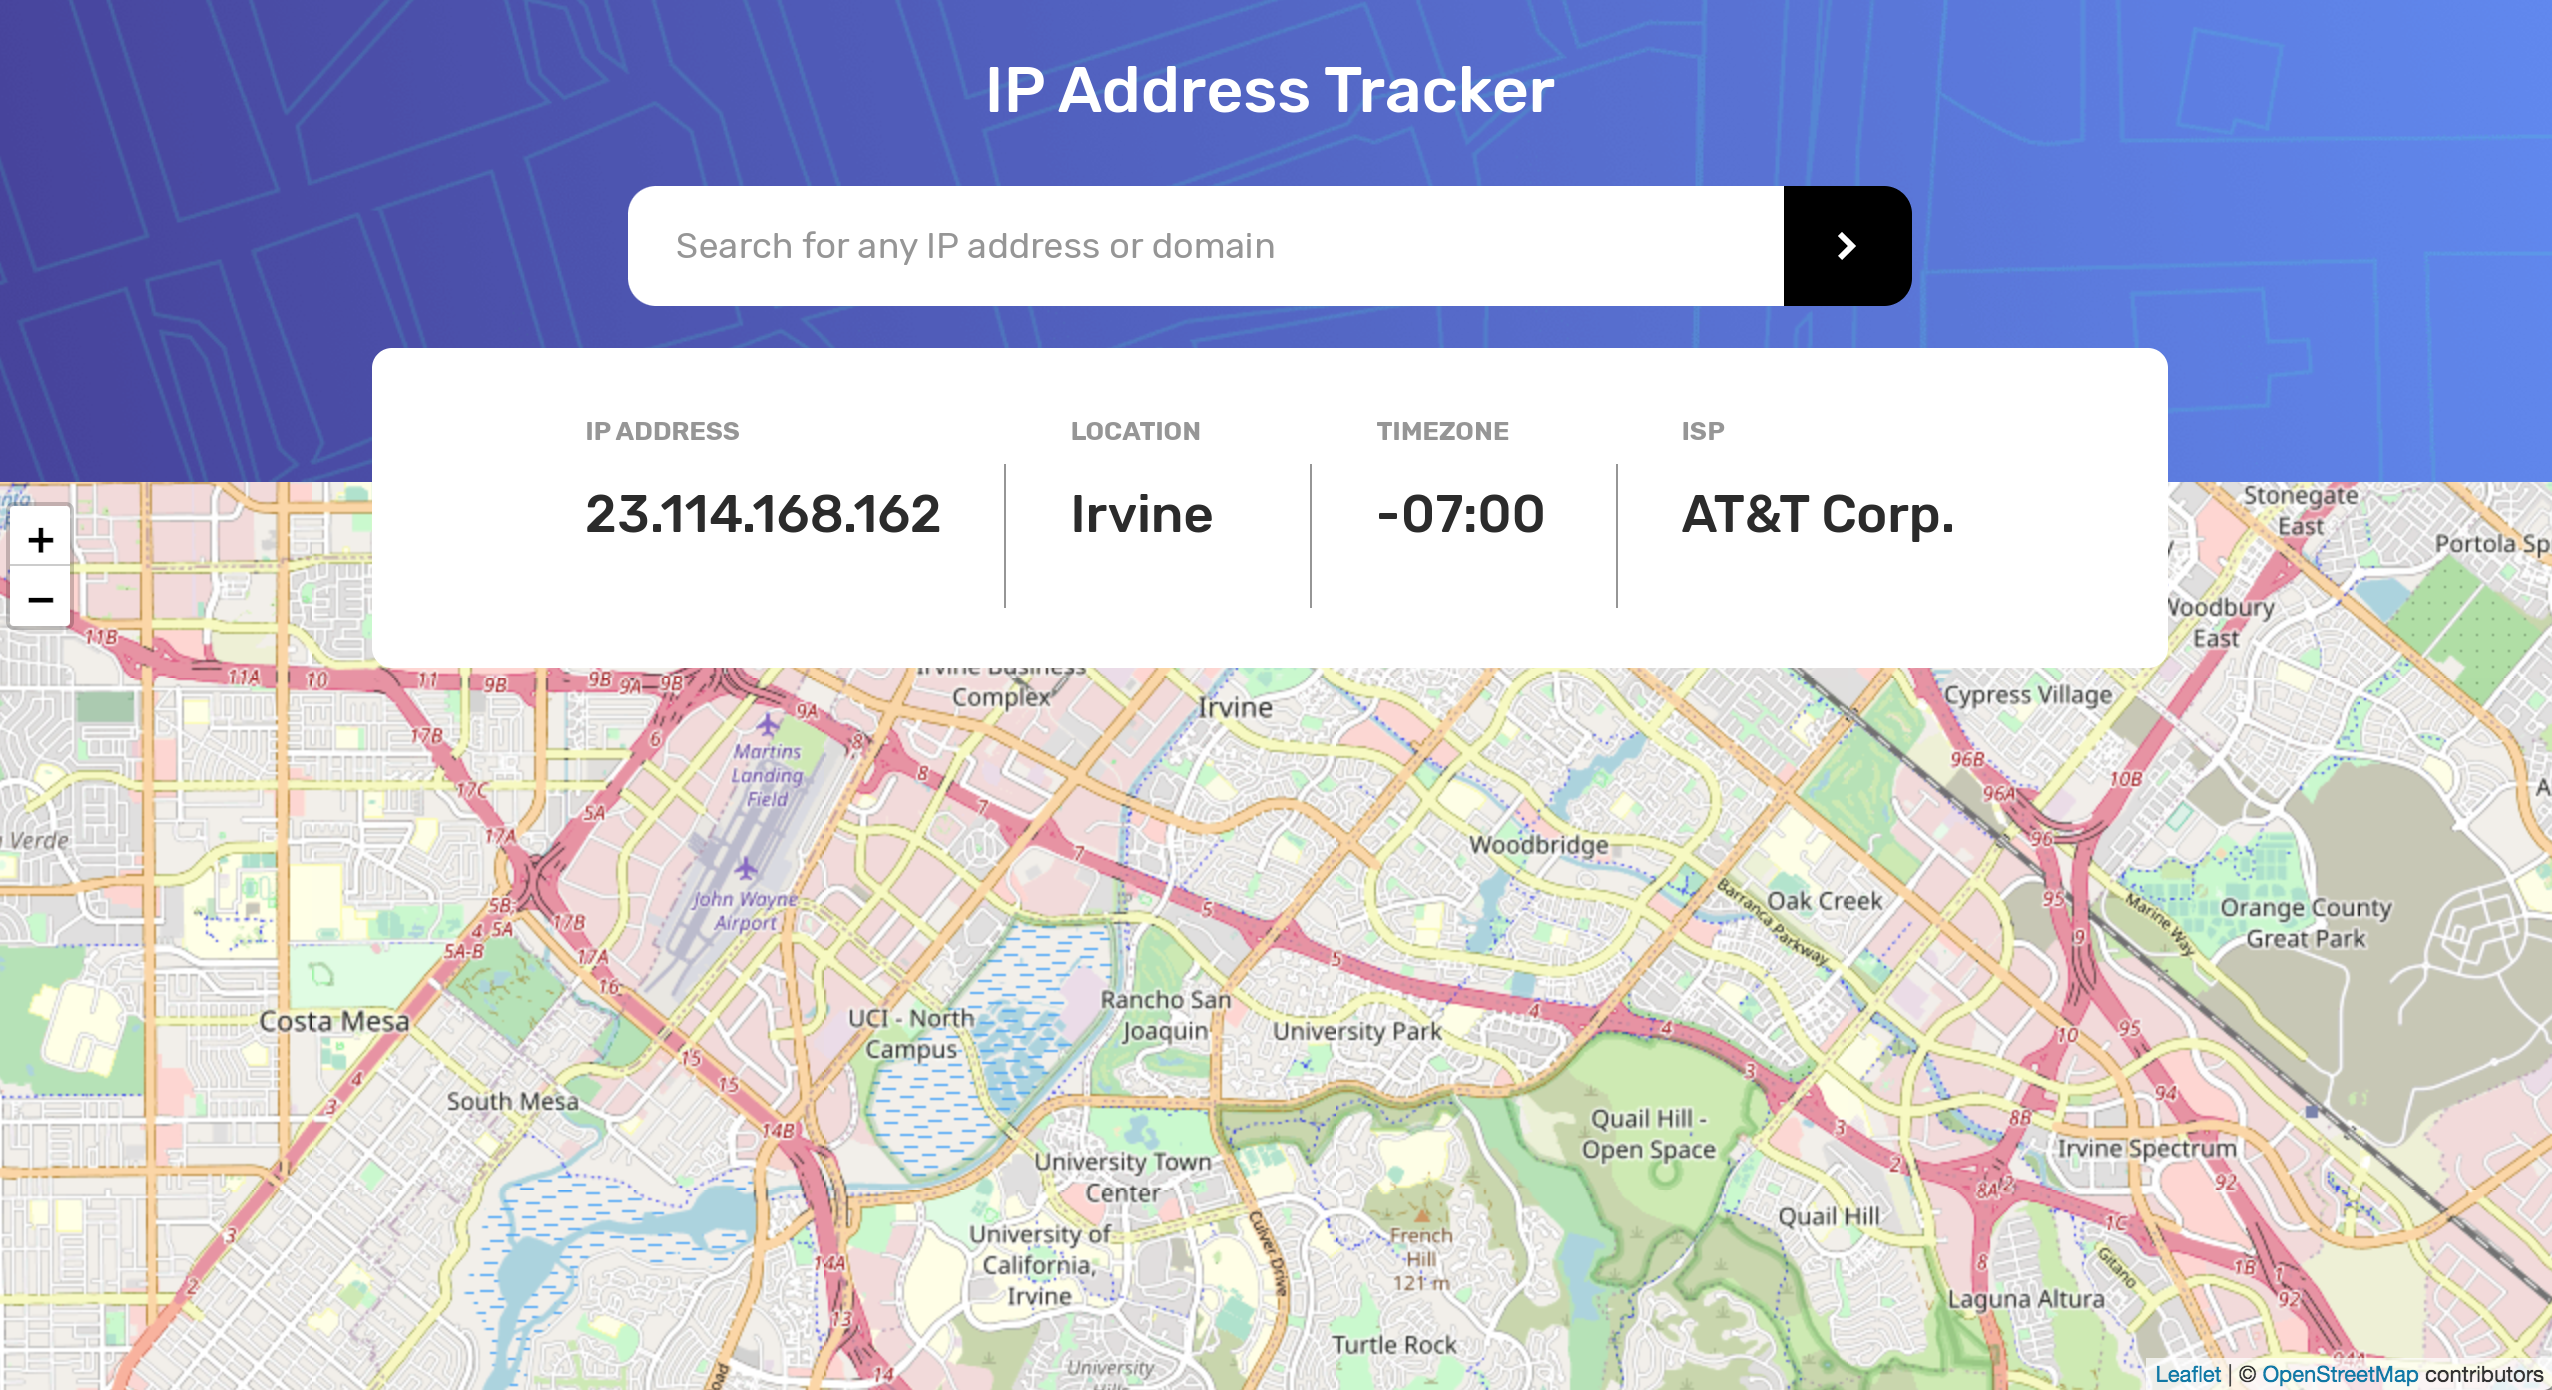 IP Address Tracker
Search for any IP address or domain
IP ADDRESS
23.114.168.162
LOCATION
Irvine
TIMEZONE
-07:00
ISP
AT&T Corp.
+
−
Stonegate
East
Portola Sp
Woodbury
East
11B
11A
10
11
9B
9B
9A
9B
Irvine Business
Complex
Irvine
Cypress Village
9A
17B
6
8
Martins
Landing
Field
96B
10B
8
17C
7
96A
5A
17A
Verde
96
Woodbridge
7
John Wayne
Airport
Barranca Parkway
Oak Creek
95
Marine Way
Orange County
Great Park
5B;
5A
4
17B
5
9
5A-B
17A
5
16
Costa Mesa
UCI - North
Campus
Rancho San
Joaquin
University Park
4
4
10
95
15
15
3
4
3
South Mesa
14B
Quail Hill -
Open Space
3
8B
94
Irvine Spectrum
University Town
Center
2
8A
2
92
3
University of
California,
Irvine
Culver Drive
French
Hill
121 m
Quail Hill
1C
14A
2
8
Gitano
1B
1
92
Laguna Altura
13
Turtle Rock
14
University
oad
Leaflet | © OpenStreetMap contributors